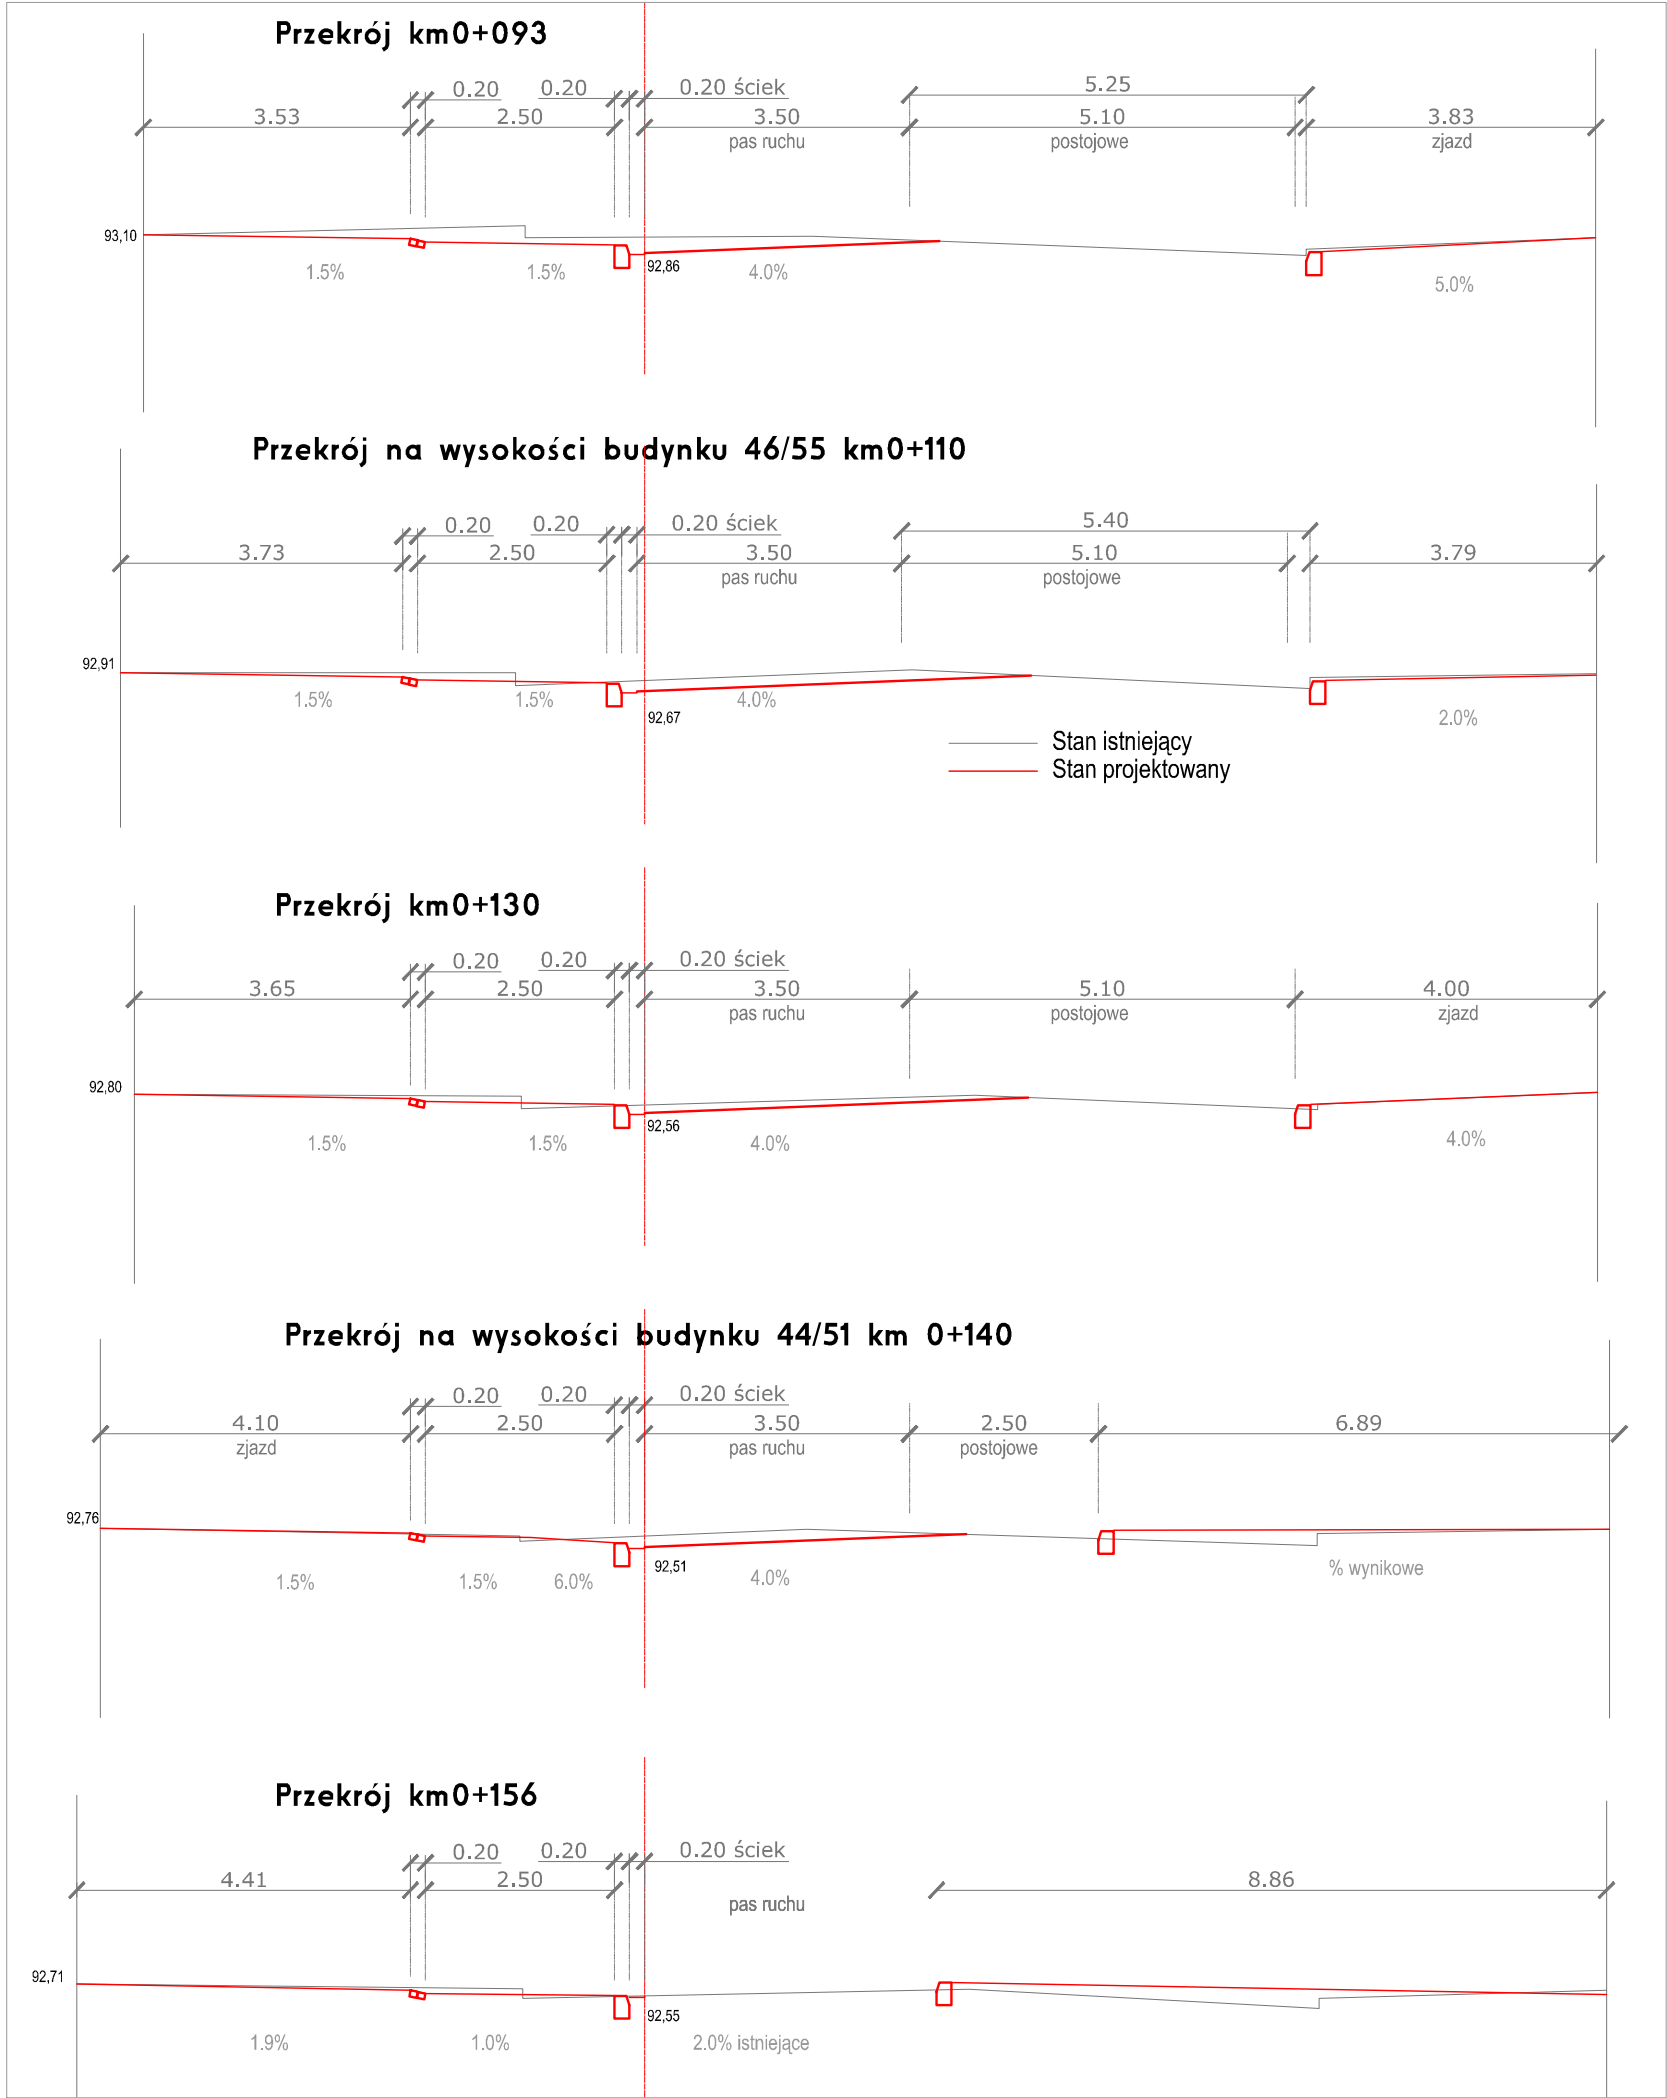 Przekrój km0+093
0.20 0.20 0.20 ściek 5.25
3.53 2.50 3.50 5.10 3.83
pas ruchu postojowe zjazd
93,10
92,86
1.5% 1.5% 4.0% 5.0%
Przekrój na wysokości budynku 46/55 km0+110
0.20 0.20 0.20 ściek 5.40
3.73 2.50 3.50 5.10 3.79
pas ruchu postojowe
92,91
1.5% 1.5% 4.0% 2.0%
92,67
Stan istniejący
Stan projektowany
Przekrój km0+130
0.20 0.20 0.20 ściek
3.65 2.50 3.50 5.10 4.00
pas ruchu postojowe zjazd
92,80
92,56
1.5% 1.5% 4.0% 4.0%
Przekrój na wysokości budynku 44/51 km 0+140
0.20 0.20 0.20 ściek
4.10 2.50 3.50 2.50 6.89
zjazd pas ruchu postojowe
92,76
92,51 % wynikowe
1.5% 1.5% 6.0% 4.0%
Przekrój km0+156
0.20 0.20 0.20 ściek
4.41 2.50 8.86
pas ruchu
92,71
92,55
1.9% 1.0% 2.0% istniejące